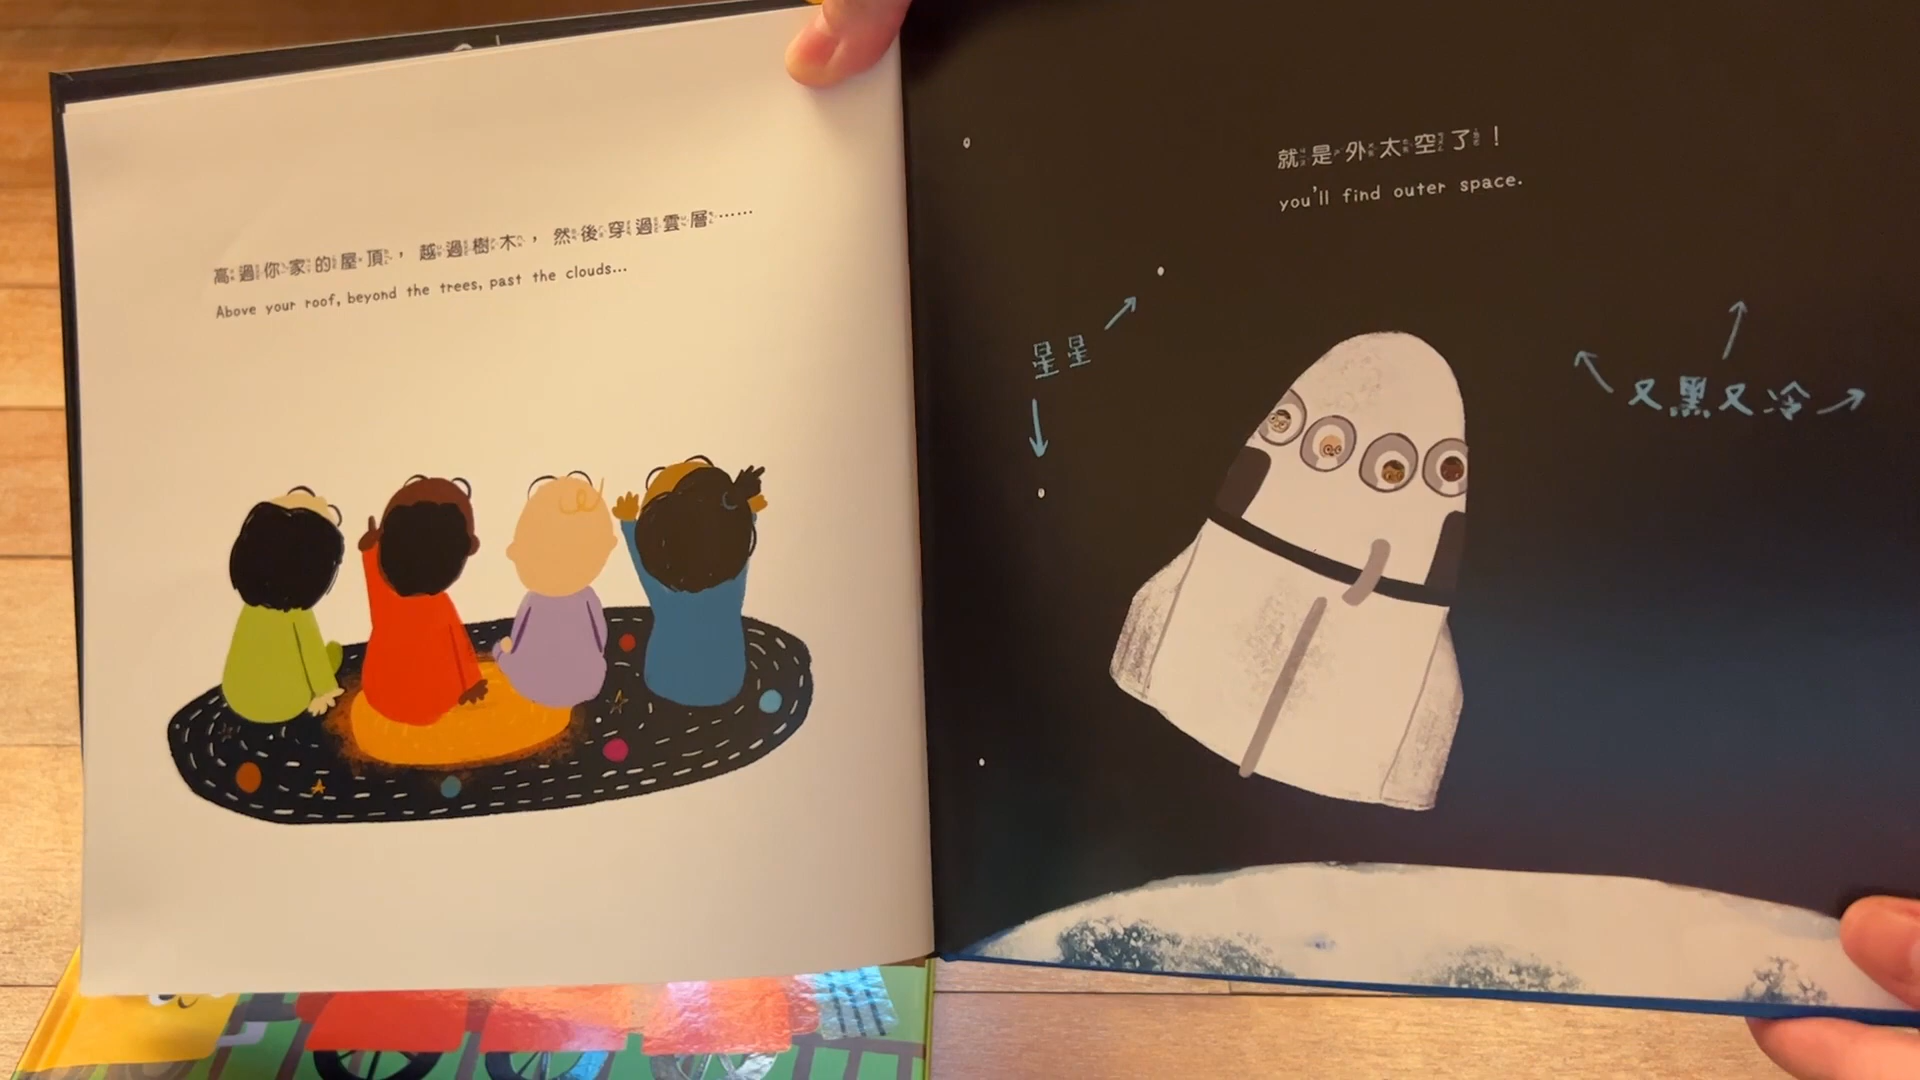 高過你家的屋頂，越過樹木，然後穿過雲層……
Above your roof, beyond the trees, past the clouds...
就是外太空了！
you'll find outer space.
星星
又黑又冷